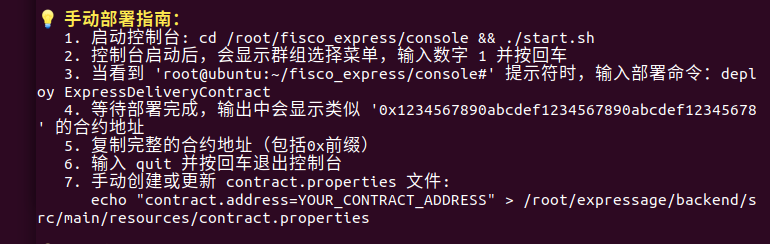 💡 手动部署指南：
1. 启动控制台: cd /root/fisco_express/console && ./start.sh
2. 控制台启动后，会显示群组选择菜单，输入数字 1 并按回车
3. 当看到 'root@ubuntu:~/fisco_express/console#' 提示符时，输入部署命令：depl
oy ExpressDeliveryContract
4. 等待部署完成，输出中会显示类似 '0x1234567890abcdef1234567890abcdef12345678
' 的合约地址
5. 复制完整的合约地址（包括0x前缀）
6. 输入 quit 并按回车退出控制台
7. 手动创建或更新 contract.properties 文件:
echo "contract.address=YOUR_CONTRACT_ADDRESS" > /root/expressage/backend/s
rc/main/resources/contract.properties